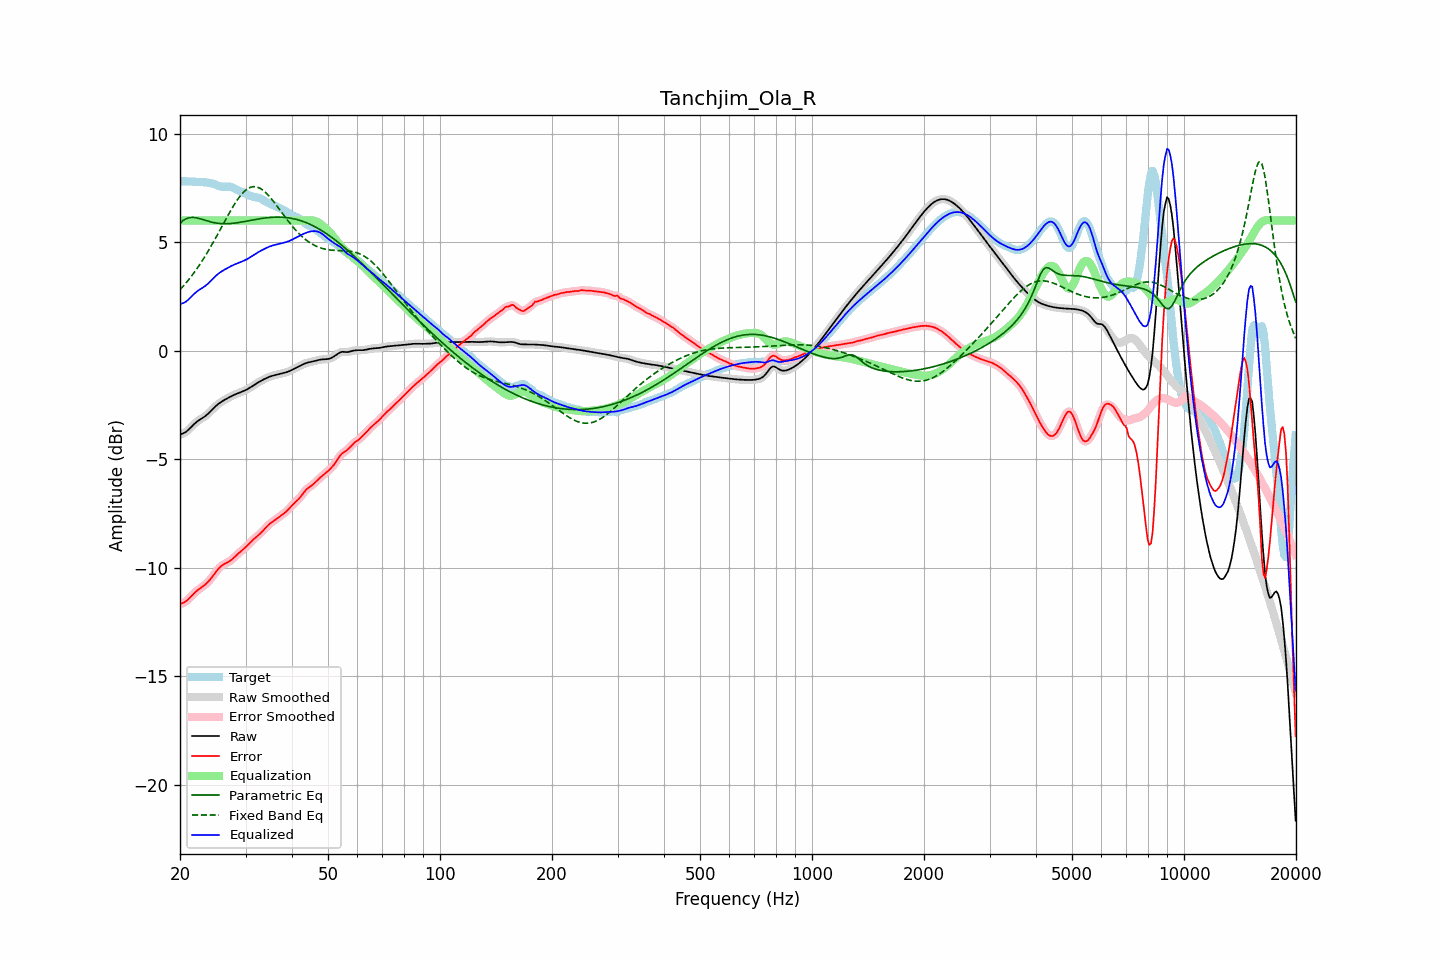 Tanchjim_Ola_R
Amplitude (dBr)
10
5
0
−5
−10
−15
−20
Target
Raw Smoothed
Error Smoothed
Raw
Error
Equalization
Parametric Eq
Fixed Band Eq
Equalized
20 50 100 200 500 1000 2000 5000 10000 20000
Frequency (Hz)